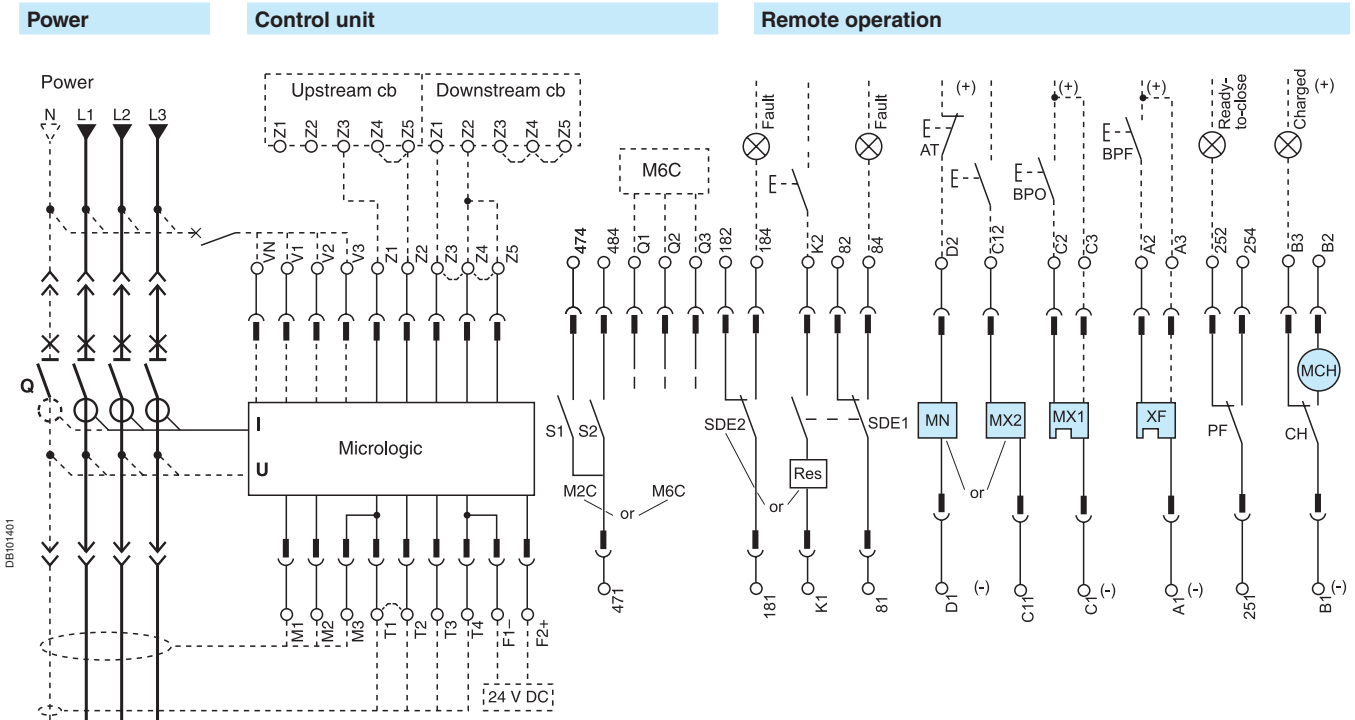 Power
Control unit
Remote operation
Power
N L1 L2 L3
Upstream cb
Downstream cb
Z1 Z2 Z3 Z4 Z5 Z1 Z2 Z3 Z4 Z5
M6C
Fault
Fault
(+)
(+)
(+)
Ready-
to-close
Charged
(+)
AT
BPO
BPF
VN V1 V2 V3 Z1 Z2 Z3 Z4 Z5
474 484 Q1 Q2 Q3 182 184 K2 82 84
D2 C12 C2 C3 A2 A3 252 254 B3 B2
Q
I
U
Micrologic
S1 S2
SDE2
SDE1
Res
MN
MX2
MX1
XF
PF
CH
MCH
M2C
or
M6C
or
or
M1 M2 M3 T1 T2 T3 T4 F1− F2+
471
181 K1 81
D1 (-)
C11
C1 (-)
A1 (-)
251
B1 (-)
24 V DC
DB101401